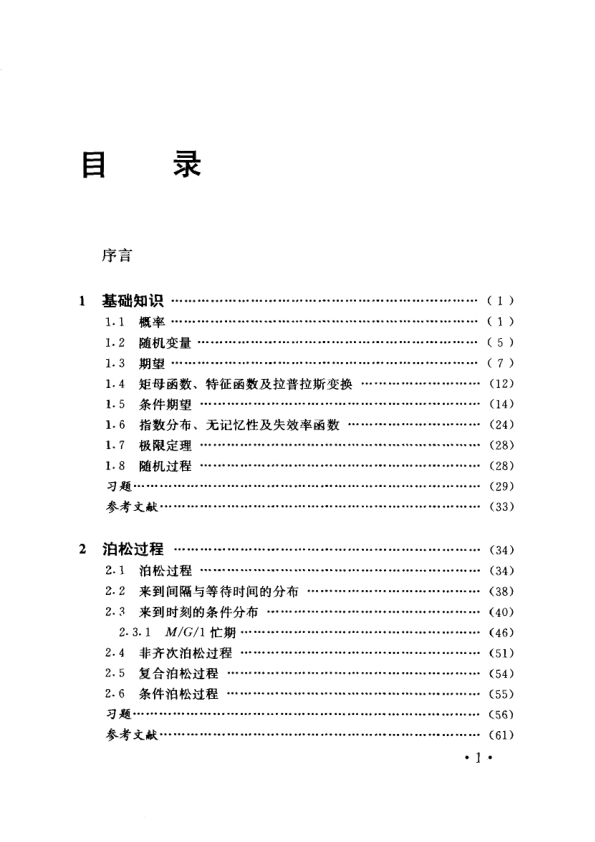 目 录
序言
1 基础知识 …………………………………………………… ( 1 )
1.1 概率 …………………………………………………… ( 1 )
1.2 随机变量 …………………………………………………… ( 5 )
1.3 期望 …………………………………………………… ( 7 )
1.4 矩母函数、特征函数及拉普拉斯变换 …………………… (12)
1.5 条件期望 …………………………………………………… (14)
1.6 指数分布、无记忆性及失效率函数 …………………… (24)
1.7 极限定理 …………………………………………………… (28)
1.8 随机过程 …………………………………………………… (28)
习题…………………………………………………… (29)
参考文献…………………………………………………… (33)
2 泊松过程 …………………………………………………… (34)
2.1 泊松过程 …………………………………………………… (34)
2.2 来到间隔与等待时间的分布 …………………………… (38)
2.3 来到时刻的条件分布 …………………………………… (40)
2.3.1 M/G/1 忙期…………………………………………… (46)
2.4 非齐次泊松过程 ………………………………………… (51)
2.5 复合泊松过程 …………………………………………… (54)
2.6 条件泊松过程 …………………………………………… (55)
习题…………………………………………………… (56)
参考文献…………………………………………………… (61)
· 1 ·